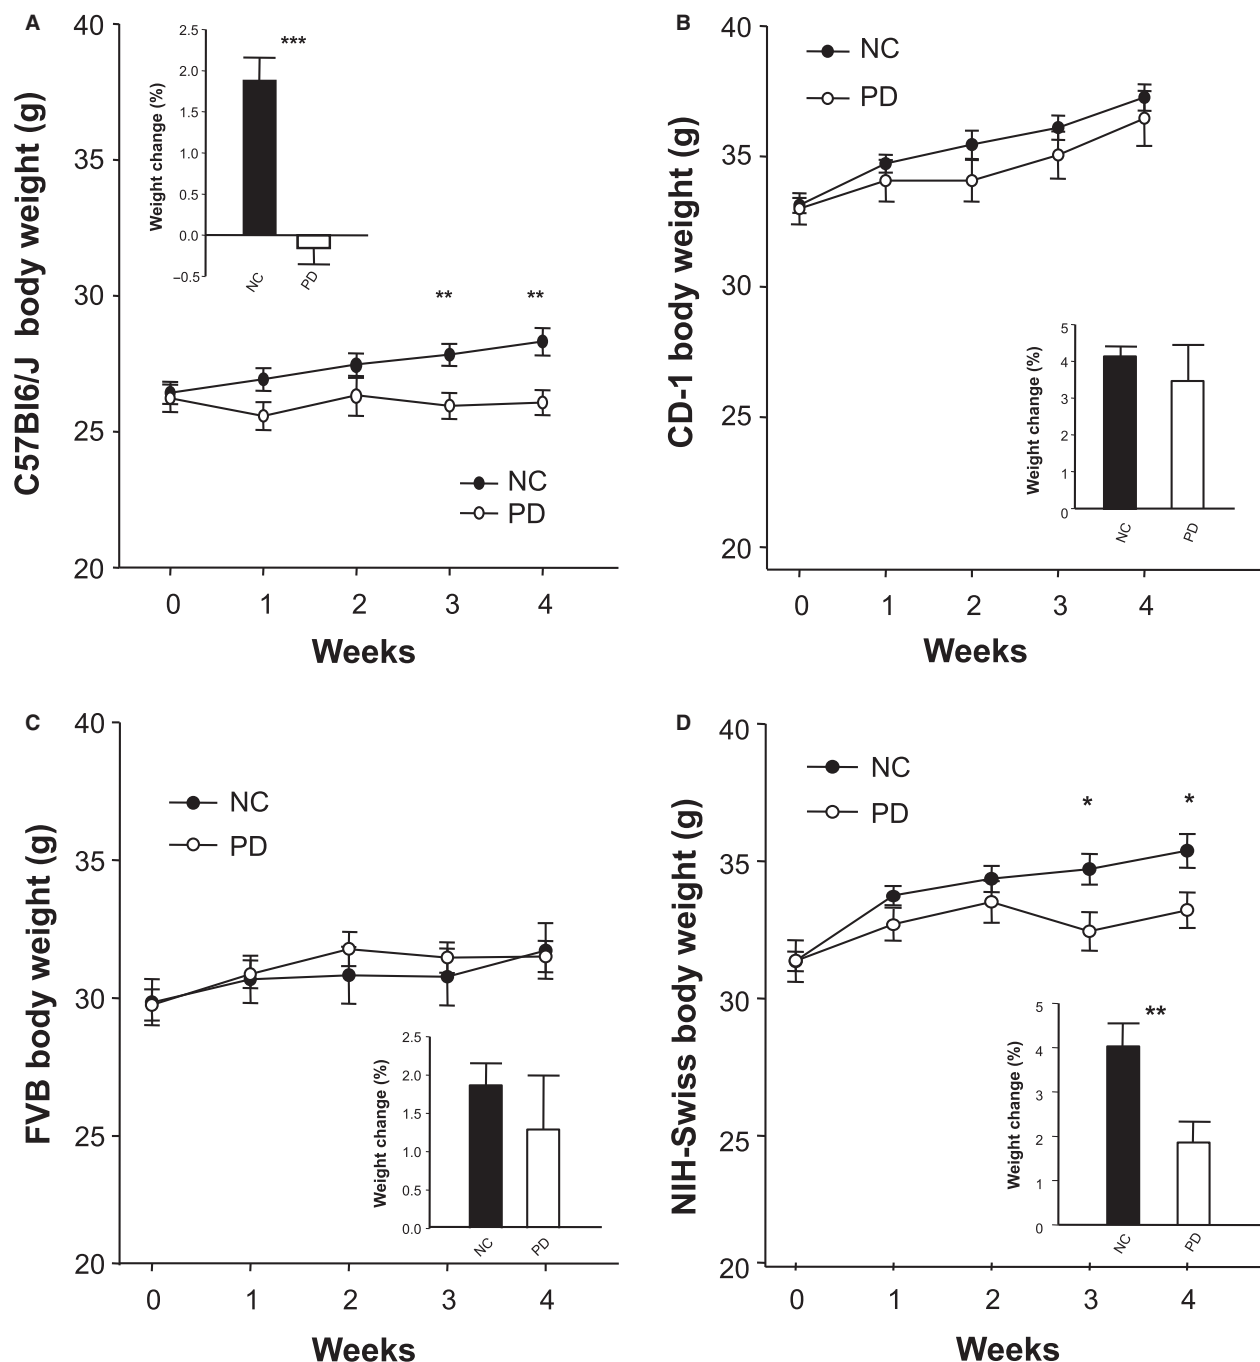 A
C57Bl6/J body weight (g)
40
35
30
25
20
0 1 2 3 4
Weeks
NC
PD
** **
Weight change (%)
2.5
2.0
1.5
1.0
0.5
0.0
−0.5
***
NC PD
B
CD-1 body weight (g)
40
35
30
25
20
0 1 2 3 4
Weeks
NC
PD
Weight change (%)
5
4
3
2
1
0
NC PD
C
FVB body weight (g)
40
35
30
25
20
0 1 2 3 4
Weeks
NC
PD
Weight change (%)
2.5
2.0
1.5
1.0
0.5
0.0
NC PD
D
NIH-Swiss body weight (g)
40
35
30
25
20
0 1 2 3 4
Weeks
NC
PD
* *
Weight change (%)
5
4
3
2
1
0
**
NC PD